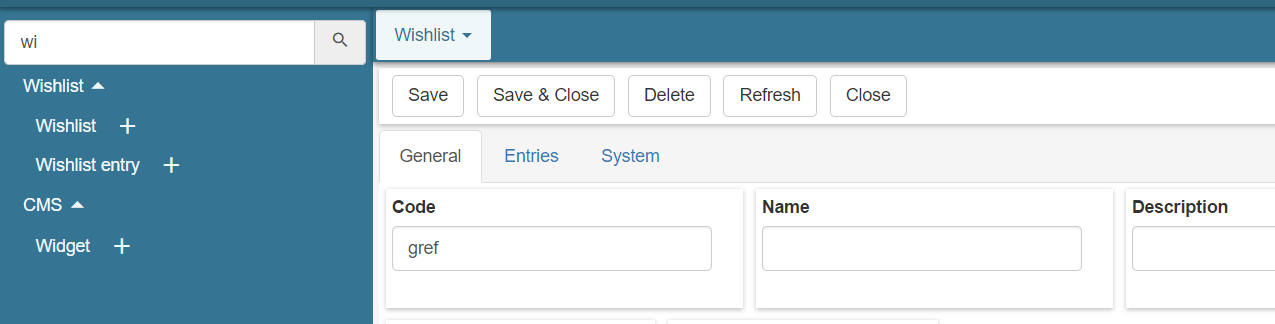 wi
Wishlist
Wishlist
Wishlist entry
CMS
Widget
Wishlist
Save Save & Close Delete Refresh Close
General Entries System
Code Name Description
gref